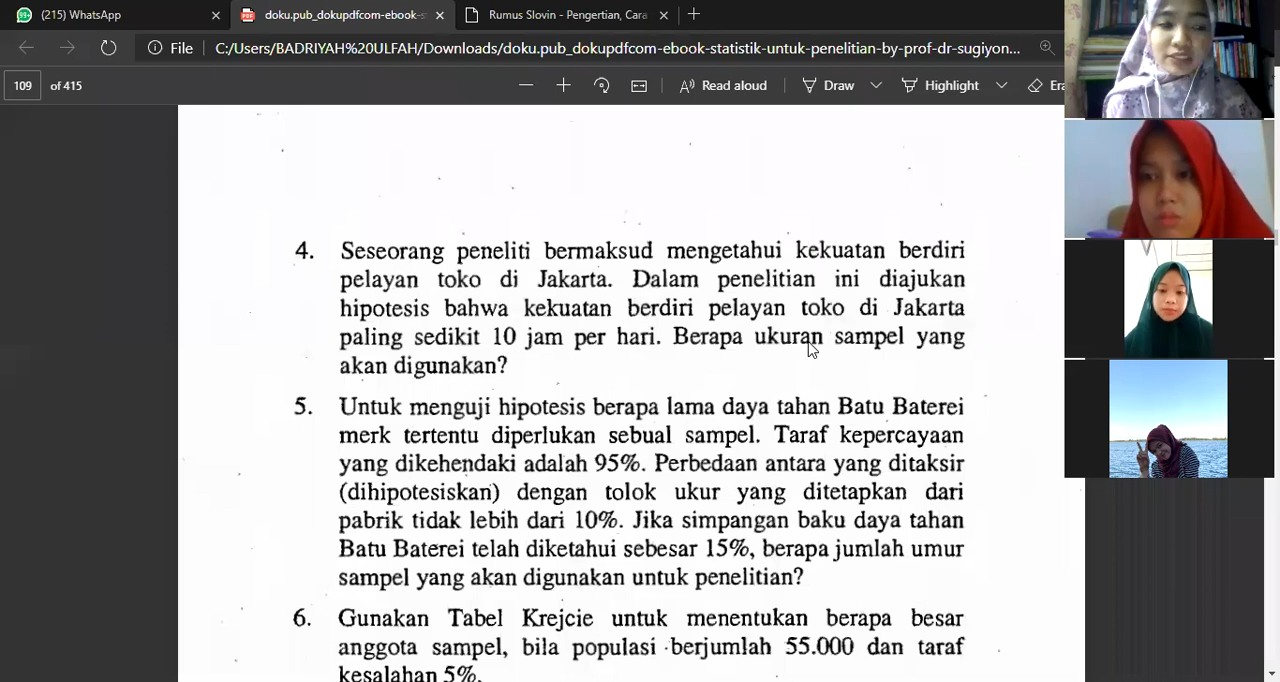 (215) WhatsApp
doku.pub_dokupdfcom-ebook-s
Rumus Slovin - Pengertian, Cara
File
C:/Users/BADRIYAH%20ULFAH/Downloads/doku.pub_dokupdfcom-ebook-statistik-untuk-penelitian-by-prof-dr-sugiyon...
109 of 415
Read aloud
Draw
Highlight
Era
4. Seseorang peneliti bermaksud mengetahui kekuatan berdiri
pelayan toko di Jakarta. Dalam penelitian ini diajukan
hipotesis bahwa kekuatan berdiri pelayan toko di Jakarta
paling sedikit 10 jam per hari. Berapa ukuran sampel yang
akan digunakan?
5. Untuk menguji hipotesis berapa lama daya tahan Batu Baterei
merk tertentu diperlukan sebual sampel. Taraf kepercayaan
yang dikehendaki adalah 95%. Perbedaan antara yang ditaksir
(dihipotesiskan) dengan tolok ukur yang ditetapkan dari
pabrik tidak lebih dari 10%. Jika simpangan baku daya tahan
Batu Baterei telah diketahui sebesar 15%, berapa jumlah umur
sampel yang akan digunakan untuk penelitian?
6. Gunakan Tabel Krejcie untuk menentukan berapa besar
anggota sampel, bila populasi berjumlah 55.000 dan taraf
kesalahan 5%.